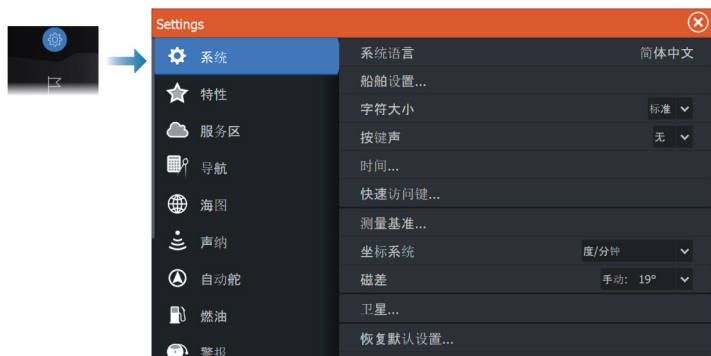 Settings
系统
特性
服务区
导航
海图
声纳
自动舵
燃油
警报
系统语言 简体中文
船舶设置...
字符大小 标准
按键声 无
时间...
快速访问键...
测量基准...
坐标系统 度/分钟
磁差 手动: 19°
卫星...
恢复默认设置...